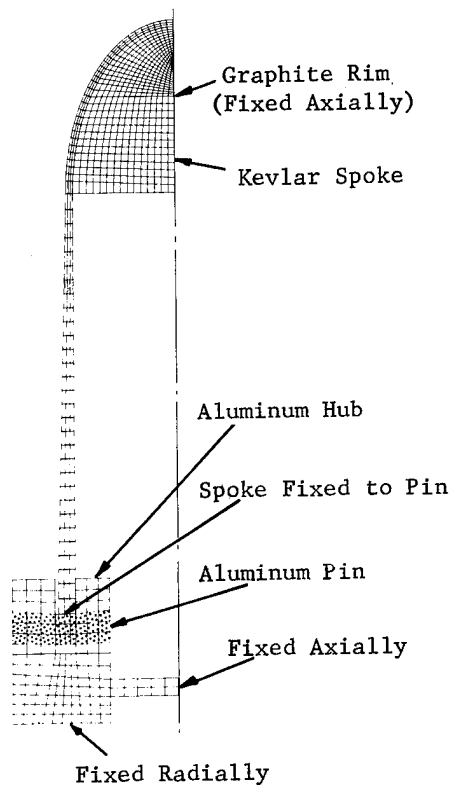 Graphite Rim
(Fixed Axially)
Kevlar Spoke
Aluminum Hub
Spoke Fixed to Pin
Aluminum Pin
Fixed Axially
Fixed Radially